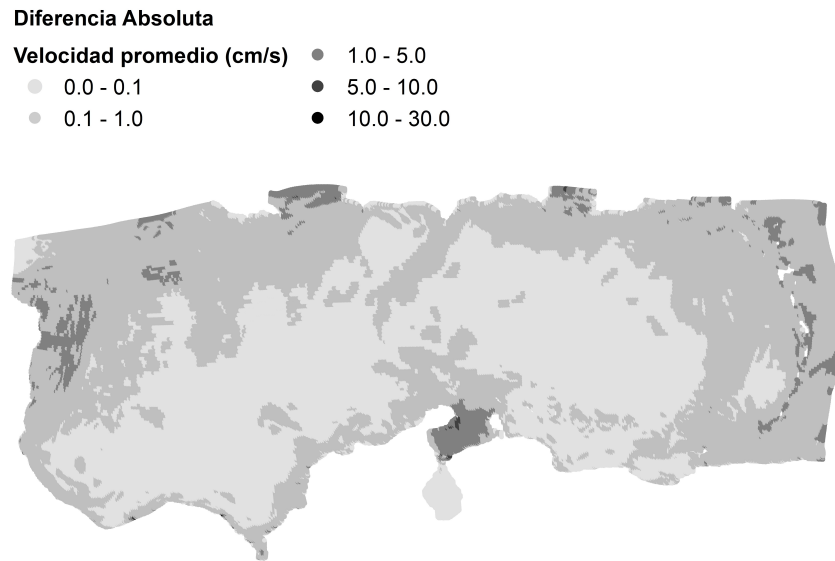 Diferencia Absoluta
Velocidad promedio (cm/s)
0.0 - 0.1
0.1 - 1.0
1.0 - 5.0
5.0 - 10.0
10.0 - 30.0